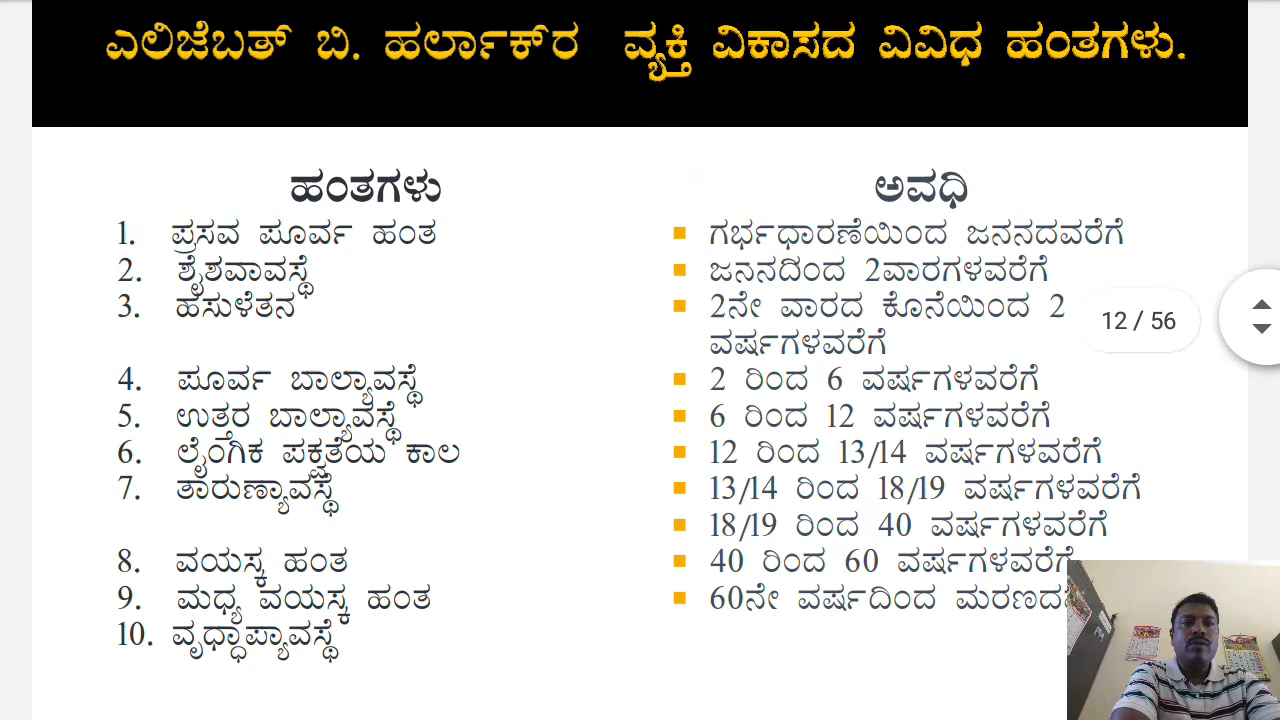 ಎಲಿಜೆಬತ್ ಬಿ. ಹರ್ಲಾಕ್‌ರ ವ್ಯಕ್ತಿ ವಿಕಾಸದ ವಿವಿಧ ಹಂತಗಳು.
ಹಂತಗಳು
1. ಪ್ರಸವ ಪೂರ್ವ ಹಂತ
2. ಶೈಶವಾವಸ್ಥೆ
3. ಹಸುಳೆತನ
4. ಪೂರ್ವ ಬಾಲ್ಯಾವಸ್ಥೆ
5. ಉತ್ತರ ಬಾಲ್ಯಾವಸ್ಥೆ
6. ಲೈಂಗಿಕ ಪಕ್ವತೆಯ ಕಾಲ
7. ತಾರುಣ್ಯಾವಸ್ಥೆ
8. ವಯಸ್ಕ ಹಂತ
9. ಮಧ್ಯ ವಯಸ್ಕ ಹಂತ
10. ವೃಧ್ಧಾಪ್ಯಾವಸ್ಥೆ
ಅವಧಿ
ಗರ್ಭಧಾರಣೆಯಿಂದ ಜನನದವರೆಗೆ
ಜನನದಿಂದ 2ವಾರಗಳವರೆಗೆ
2ನೇ ವಾರದ ಕೊನೆಯಿಂದ 2
ವರ್ಷಗಳವರೆಗೆ
2 ರಿಂದ 6 ವರ್ಷಗಳವರೆಗೆ
6 ರಿಂದ 12 ವರ್ಷಗಳವರೆಗೆ
12 ರಿಂದ 13/14 ವರ್ಷಗಳವರೆಗೆ
13/14 ರಿಂದ 18/19 ವರ್ಷಗಳವರೆಗೆ
18/19 ರಿಂದ 40 ವರ್ಷಗಳವರೆಗೆ
40 ರಿಂದ 60 ವರ್ಷಗಳವರೆಗೆ
60ನೇ ವರ್ಷದಿಂದ
12 / 56